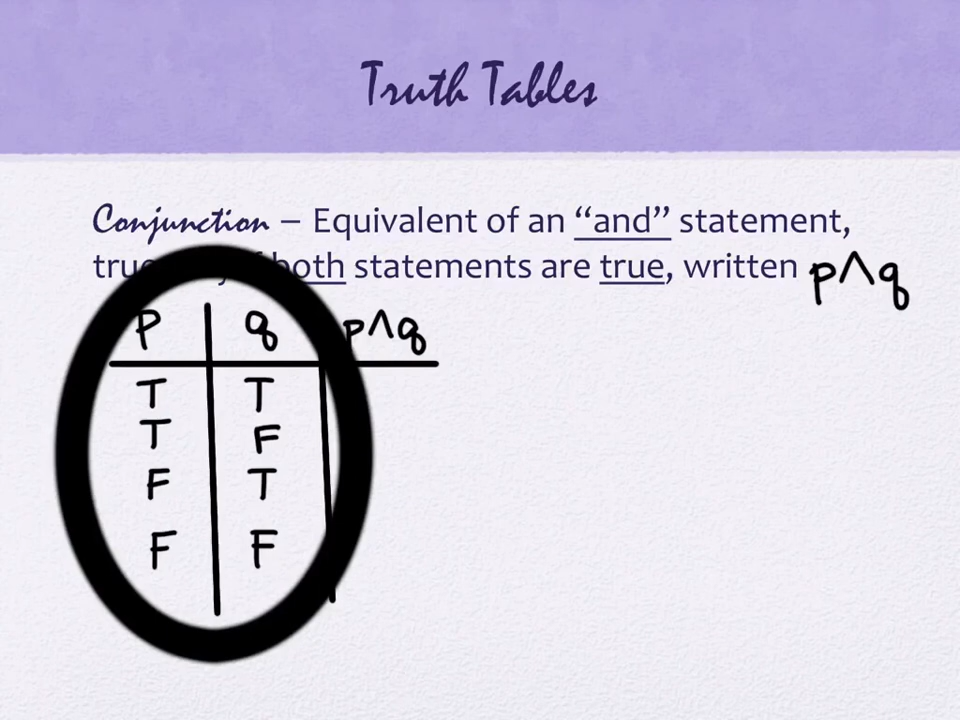 Truth Tables
Conjunction – Equivalent of an “and” statement,
both statements are true, written p∧q
p q p∧q
T T
T F
F T
F F